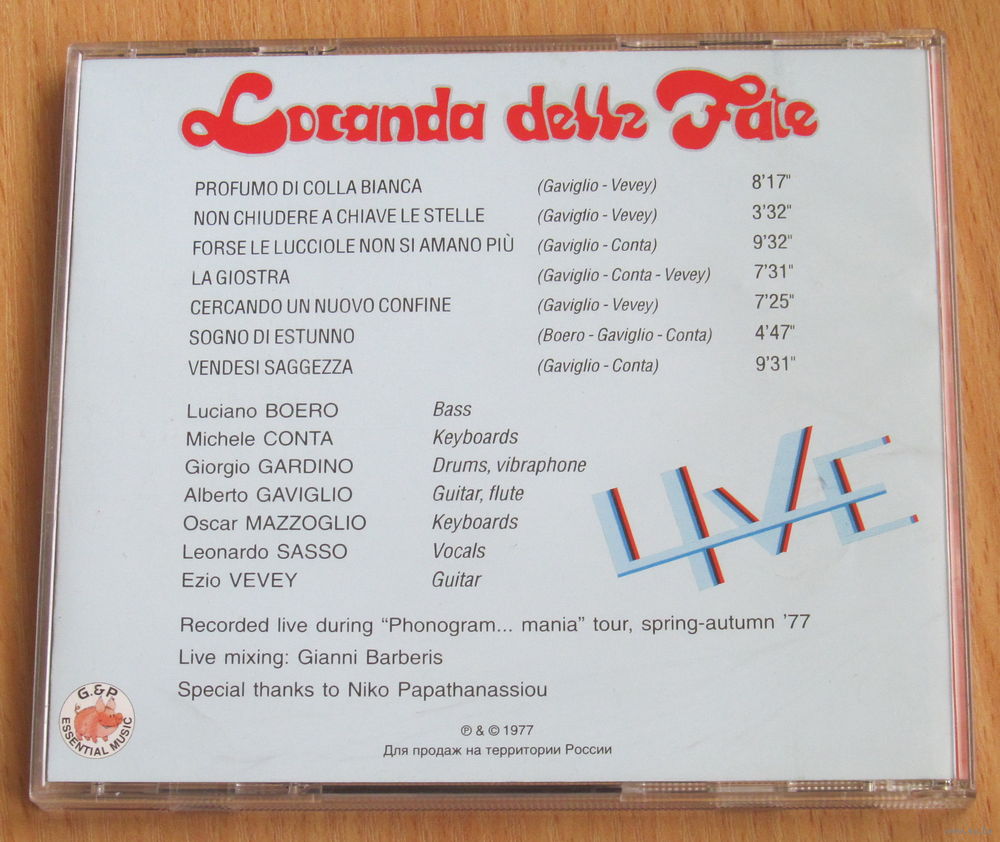 Locanda delle Fate
PROFUMO DI COLLA BIANCA (Gaviglio - Vevey) 8'17"
NON CHIUDERE A CHIAVE LE STELLE (Gaviglio - Vevey) 3'32"
FORSE LE LUCCIOLE NON SI AMANO PIÙ (Gaviglio - Conta) 9'32"
LA GIOSTRA (Gaviglio - Conta - Vevey) 7'31"
CERCANDO UN NUOVO CONFINE (Gaviglio - Vevey) 7'25"
SOGNO DI ESTUNNO (Boero - Gaviglio - Conta) 4'47"
VENDESI SAGGEZZA (Gaviglio - Conta) 9'31"
Luciano BOERO Bass
Michele CONTA Keyboards
Giorgio GARDINO Drums, vibraphone
Alberto GAVIGLIO Guitar, flute
Oscar MAZZOGLIO Keyboards
Leonardo SASSO Vocals
Ezio VEVEY Guitar
LIVE
Recorded live during “Phonogram... mania” tour, spring-autumn '77
Live mixing: Gianni Barberis
Special thanks to Niko Papathanassiou
G.&P.
ESSENTIAL MUSIC
℗ & © 1977
Для продаж на территории России